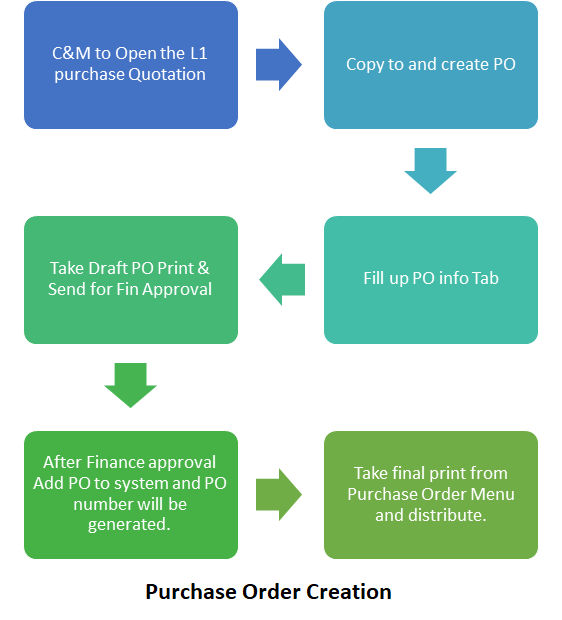 C&M to Open the L1
purchase Quotation
Copy to and create PO
Fill up PO info Tab
Take Draft PO Print &
Send for Fin Approval
After Finance approval
Add PO to system and PO
number will be
generated.
Take final print from
Purchase Order Menu
and distribute.
Purchase Order Creation